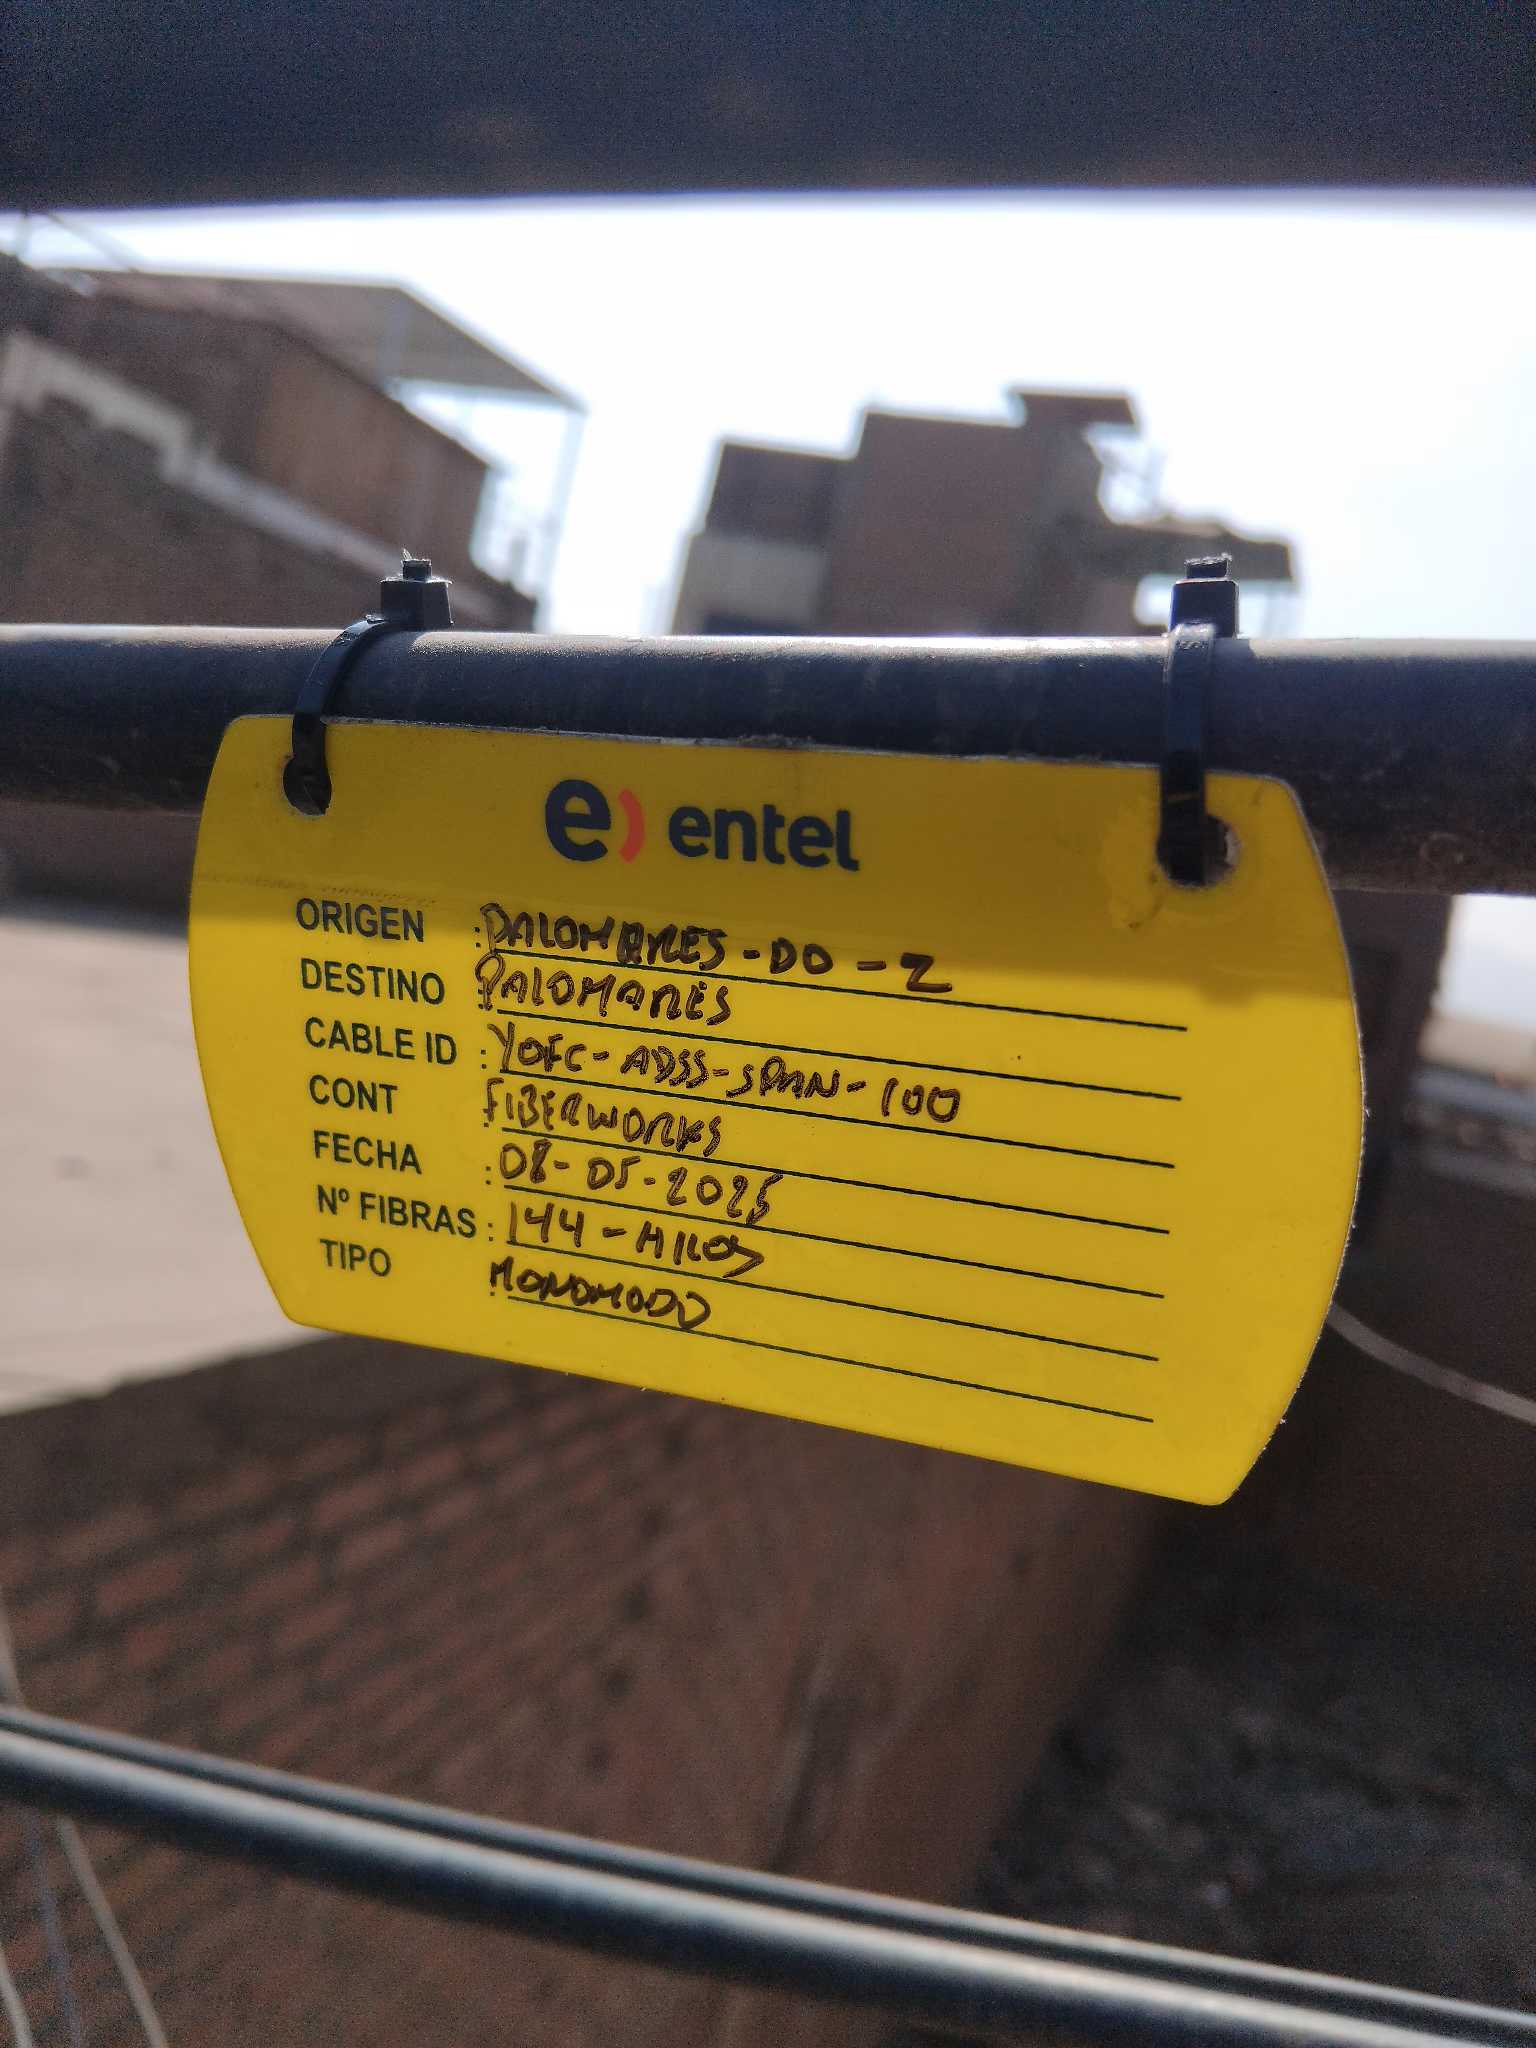 e) entel
ORIGEN : PALOMARES-DO-2
DESTINO : PALOMARES
CABLE ID : YOFC-ADSS-SPAN-100
CONT : FIBERWORKS
FECHA : 08-05-2025
Nº FIBRAS : 144-HILOS
TIPO : MONOMODO